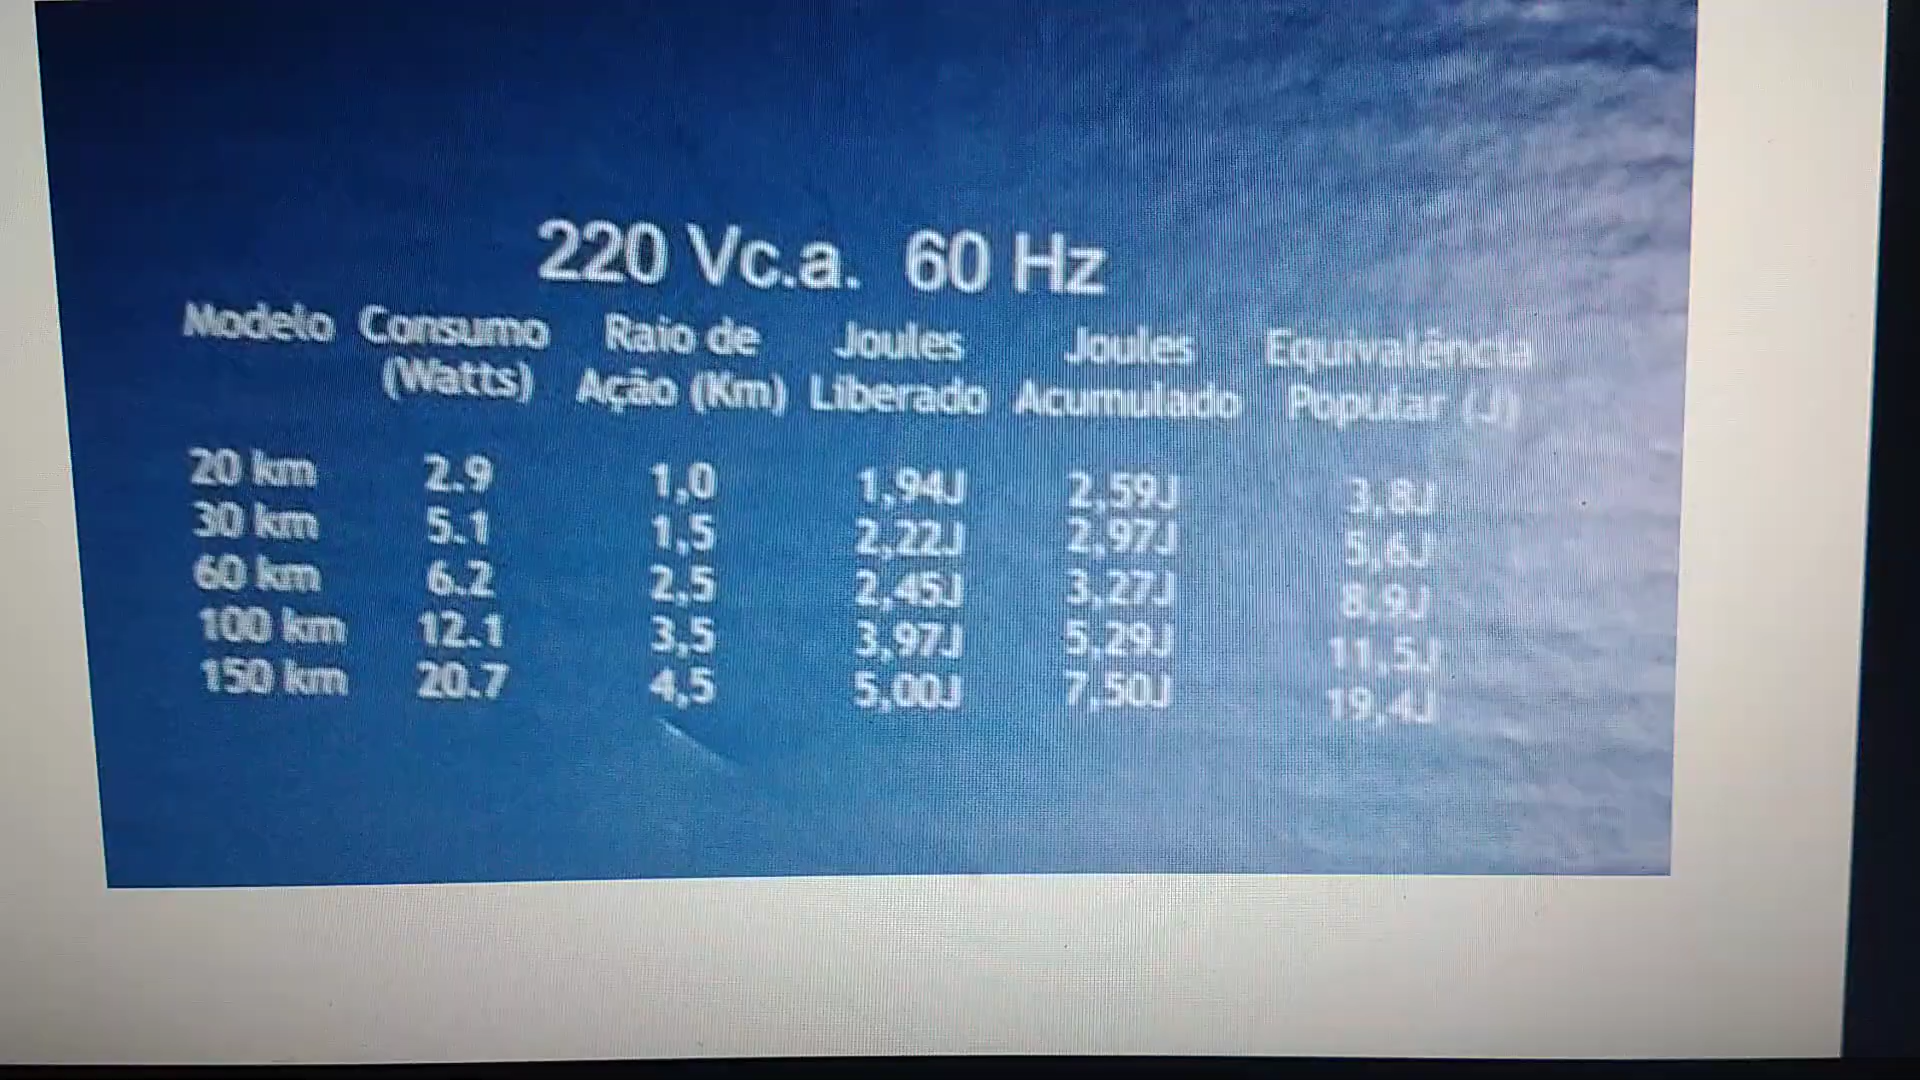 220 Vc.a. 60 Hz
Modelo Consumo Raio de Joules Joules Equivalência
(Watts) Ação (Km) Liberado Acumulado Popular (J)
20 km 2.9 1,0 1,94J 2,59J 3,8J
30 km 5.1 1,5 2,22J 2,97J 5,6J
60 km 6.2 2,5 2,45J 3,27J 8,9J
100 km 12.1 3,5 3,97J 5,29J 11,5J
150 km 20.7 4,5 5,00J 7,50J 19,4J